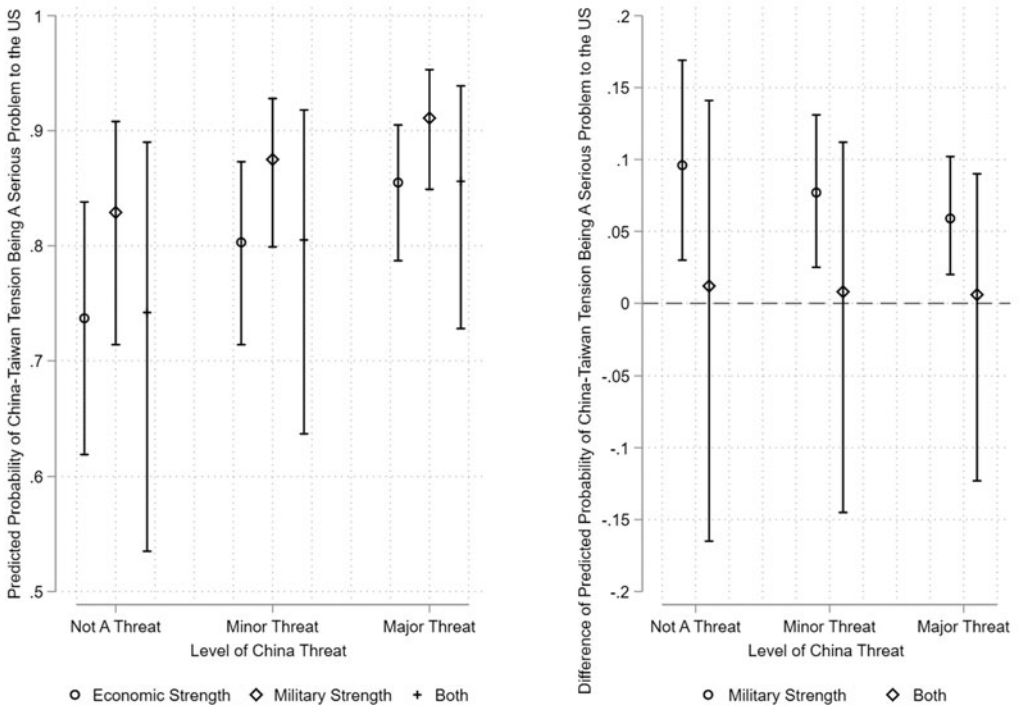 Predicted Probability of China-Taiwan Tension Being A Serious Problem to the US
1
.9
.8
.7
.6
.5
Not A Threat
Minor Threat
Major Threat
Level of China Threat
Economic Strength
Military Strength
Both
Difference of Predicted Probability of China-Taiwan Tension Being A Serious Problem to the US
.2
.15
.1
.05
0
-.05
-.1
-.15
-.2
Not A Threat
Minor Threat
Major Threat
Level of China Threat
Military Strength
Both